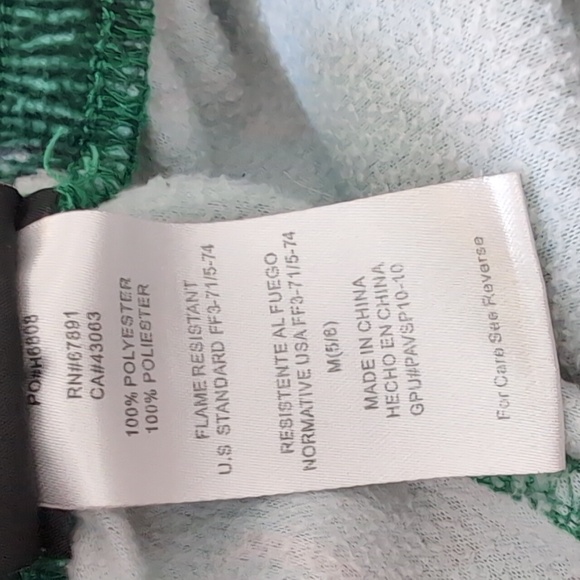 PO#H6808
RN#67891
CA#43063
100% POLYESTER
100% POLIESTER
FLAME RESISTANT
U.S STANDARD FF3-71/5-74
RESISTENTE AL FUEGO
NORMATIVE USA FF3-71/5-74
M(5/6)
MADE IN CHINA
HECHO EN CHINA
GPU#PAVSP10-10
For Care See Reverse